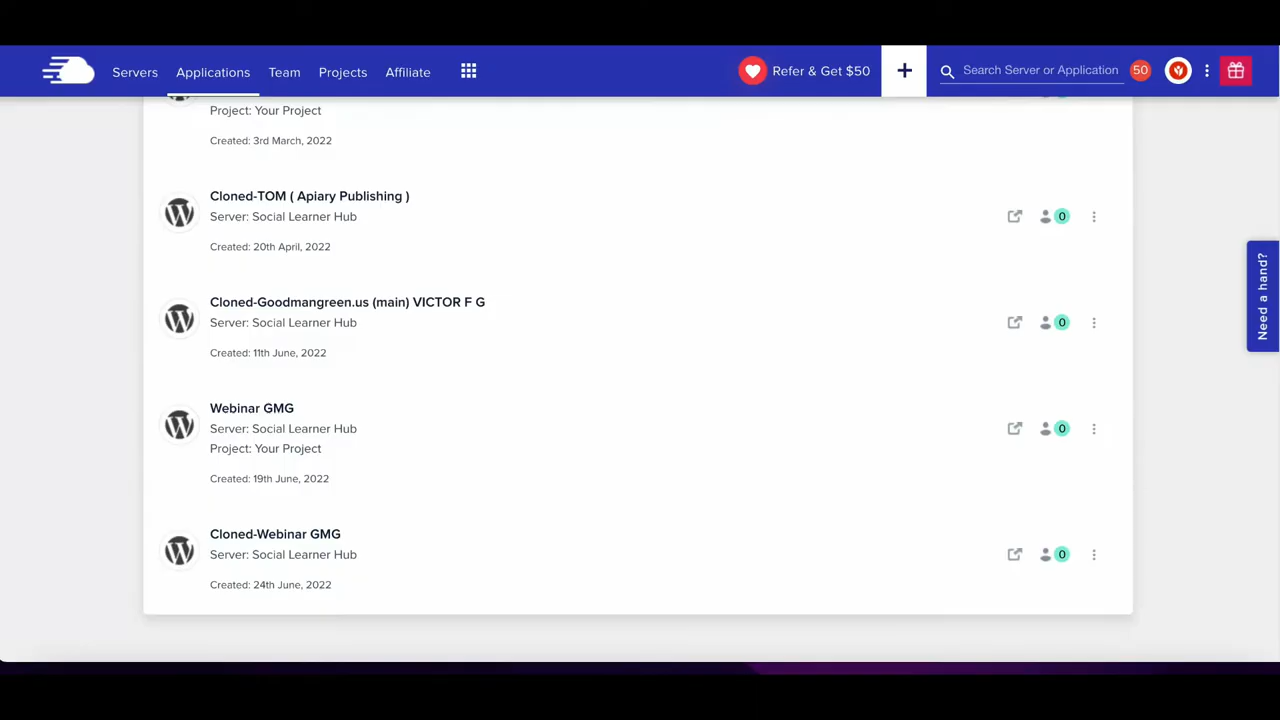 Servers Applications Team Projects Affiliate Refer & Get $50 + Search Server or Application 50
Project: Your Project
Created: 3rd March, 2022
Cloned-TOM ( Apiary Publishing )
Server: Social Learner Hub 0
Created: 20th April, 2022
Cloned-Goodmangreen.us (main) VICTOR F G
Server: Social Learner Hub 0
Created: 11th June, 2022
Webinar GMG
Server: Social Learner Hub 0
Project: Your Project
Created: 19th June, 2022
Cloned-Webinar GMG
Server: Social Learner Hub 0
Created: 24th June, 2022
Need a hand?